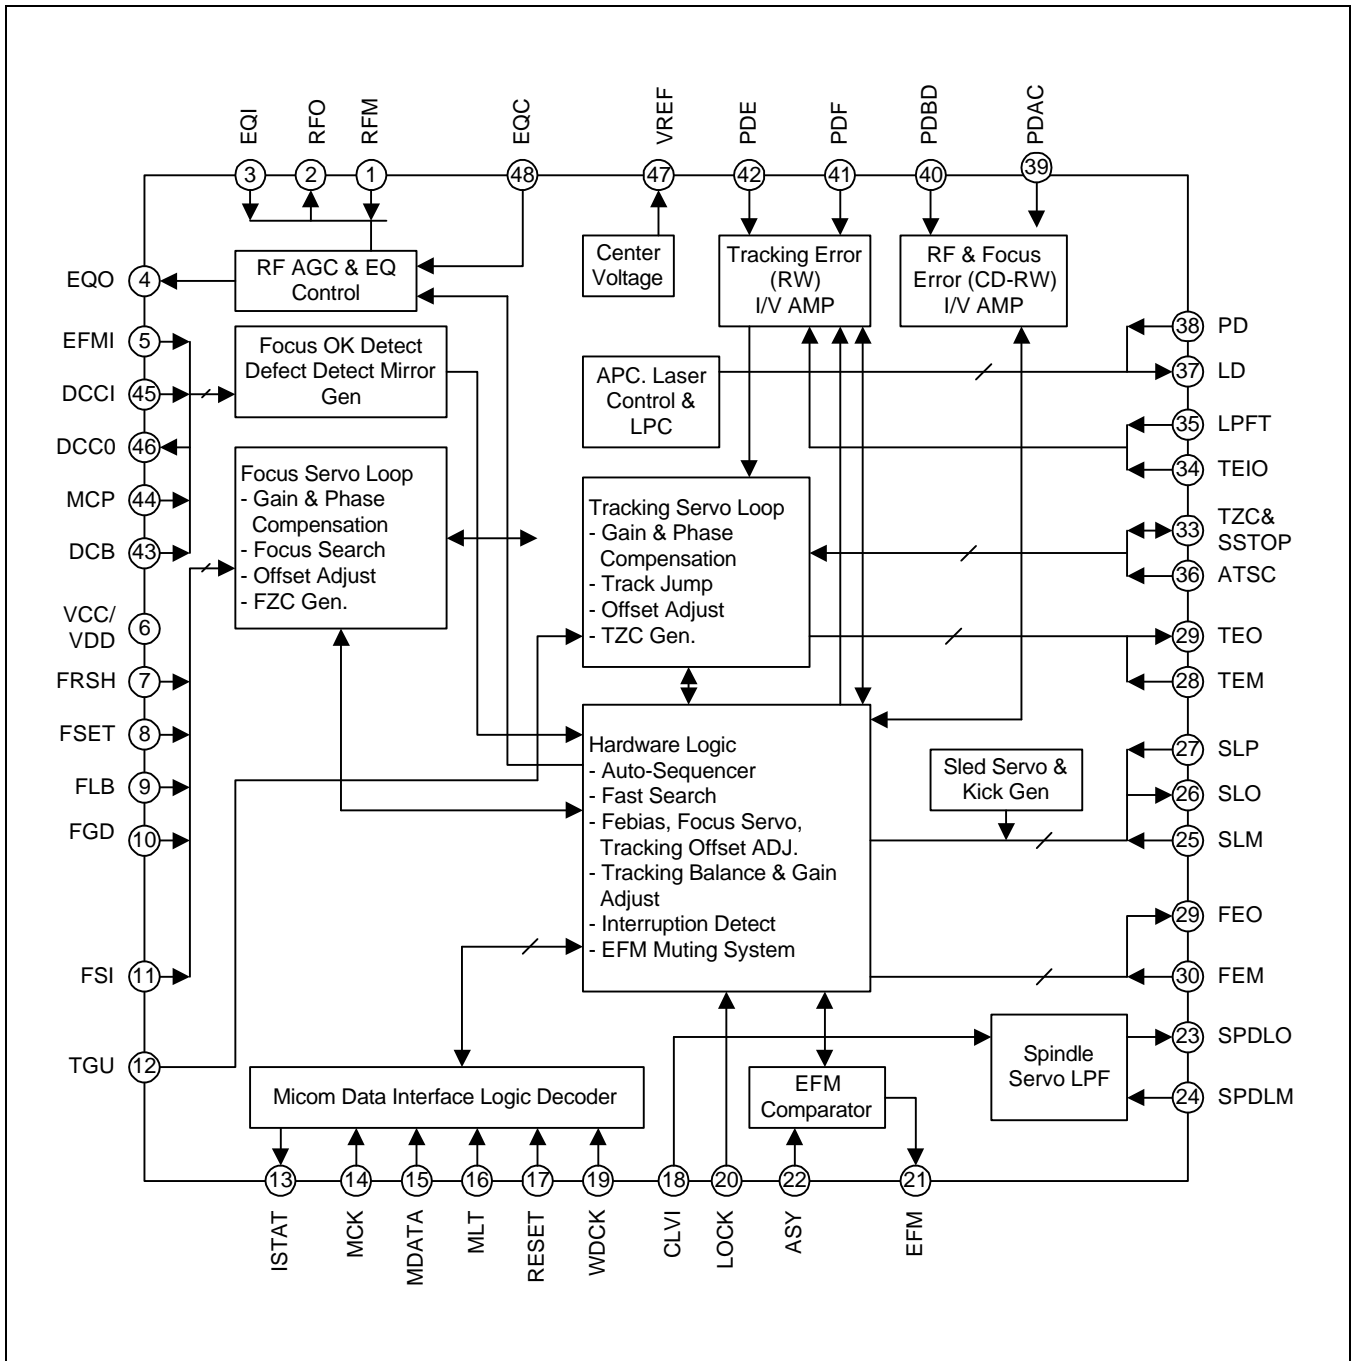 EQI
RFO
RFM
EQC
VREF
PDE
PDF
PDBD
PDAC
3
2
1
48
47
42
41
40
39
EQO
4
EFMI
5
DCCI
45
DCC0
46
MCP
44
DCB
43
VCC/
VDD
6
FRSH
7
FSET
8
FLB
9
FGD
10
FSI
11
TGU
12
RF AGC & EQ
Control
Focus OK Detect
Defect Detect Mirror
Gen
Focus Servo Loop
- Gain & Phase
Compensation
- Focus Search
- Offset Adjust
- FZC Gen.
Center
Voltage
Tracking Error
(RW)
I/V AMP
RF & Focus
Error (CD-RW)
I/V AMP
APC. Laser
Control &
LPC
Tracking Servo Loop
- Gain & Phase
Compensation
- Track Jump
- Offset Adjust
- TZC Gen.
Hardware Logic
- Auto-Sequencer
- Fast Search
- Febias, Focus Servo,
Tracking Offset ADJ.
- Tracking Balance & Gain
Adjust
- Interruption Detect
- EFM Muting System
Sled Servo &
Kick Gen
Micom Data Interface Logic Decoder
EFM
Comparator
Spindle
Servo LPF
38
PD
37
LD
35
LPFT
34
TEIO
33
TZC&
SSTOP
36
ATSC
29
TEO
28
TEM
27
SLP
26
SLO
25
SLM
29
FEO
30
FEM
23
SPDLO
24
SPDLM
13
14
15
16
17
19
18
20
22
21
ISTAT
MCK
MDATA
MLT
RESET
WDCK
CLVI
LOCK
ASY
EFM